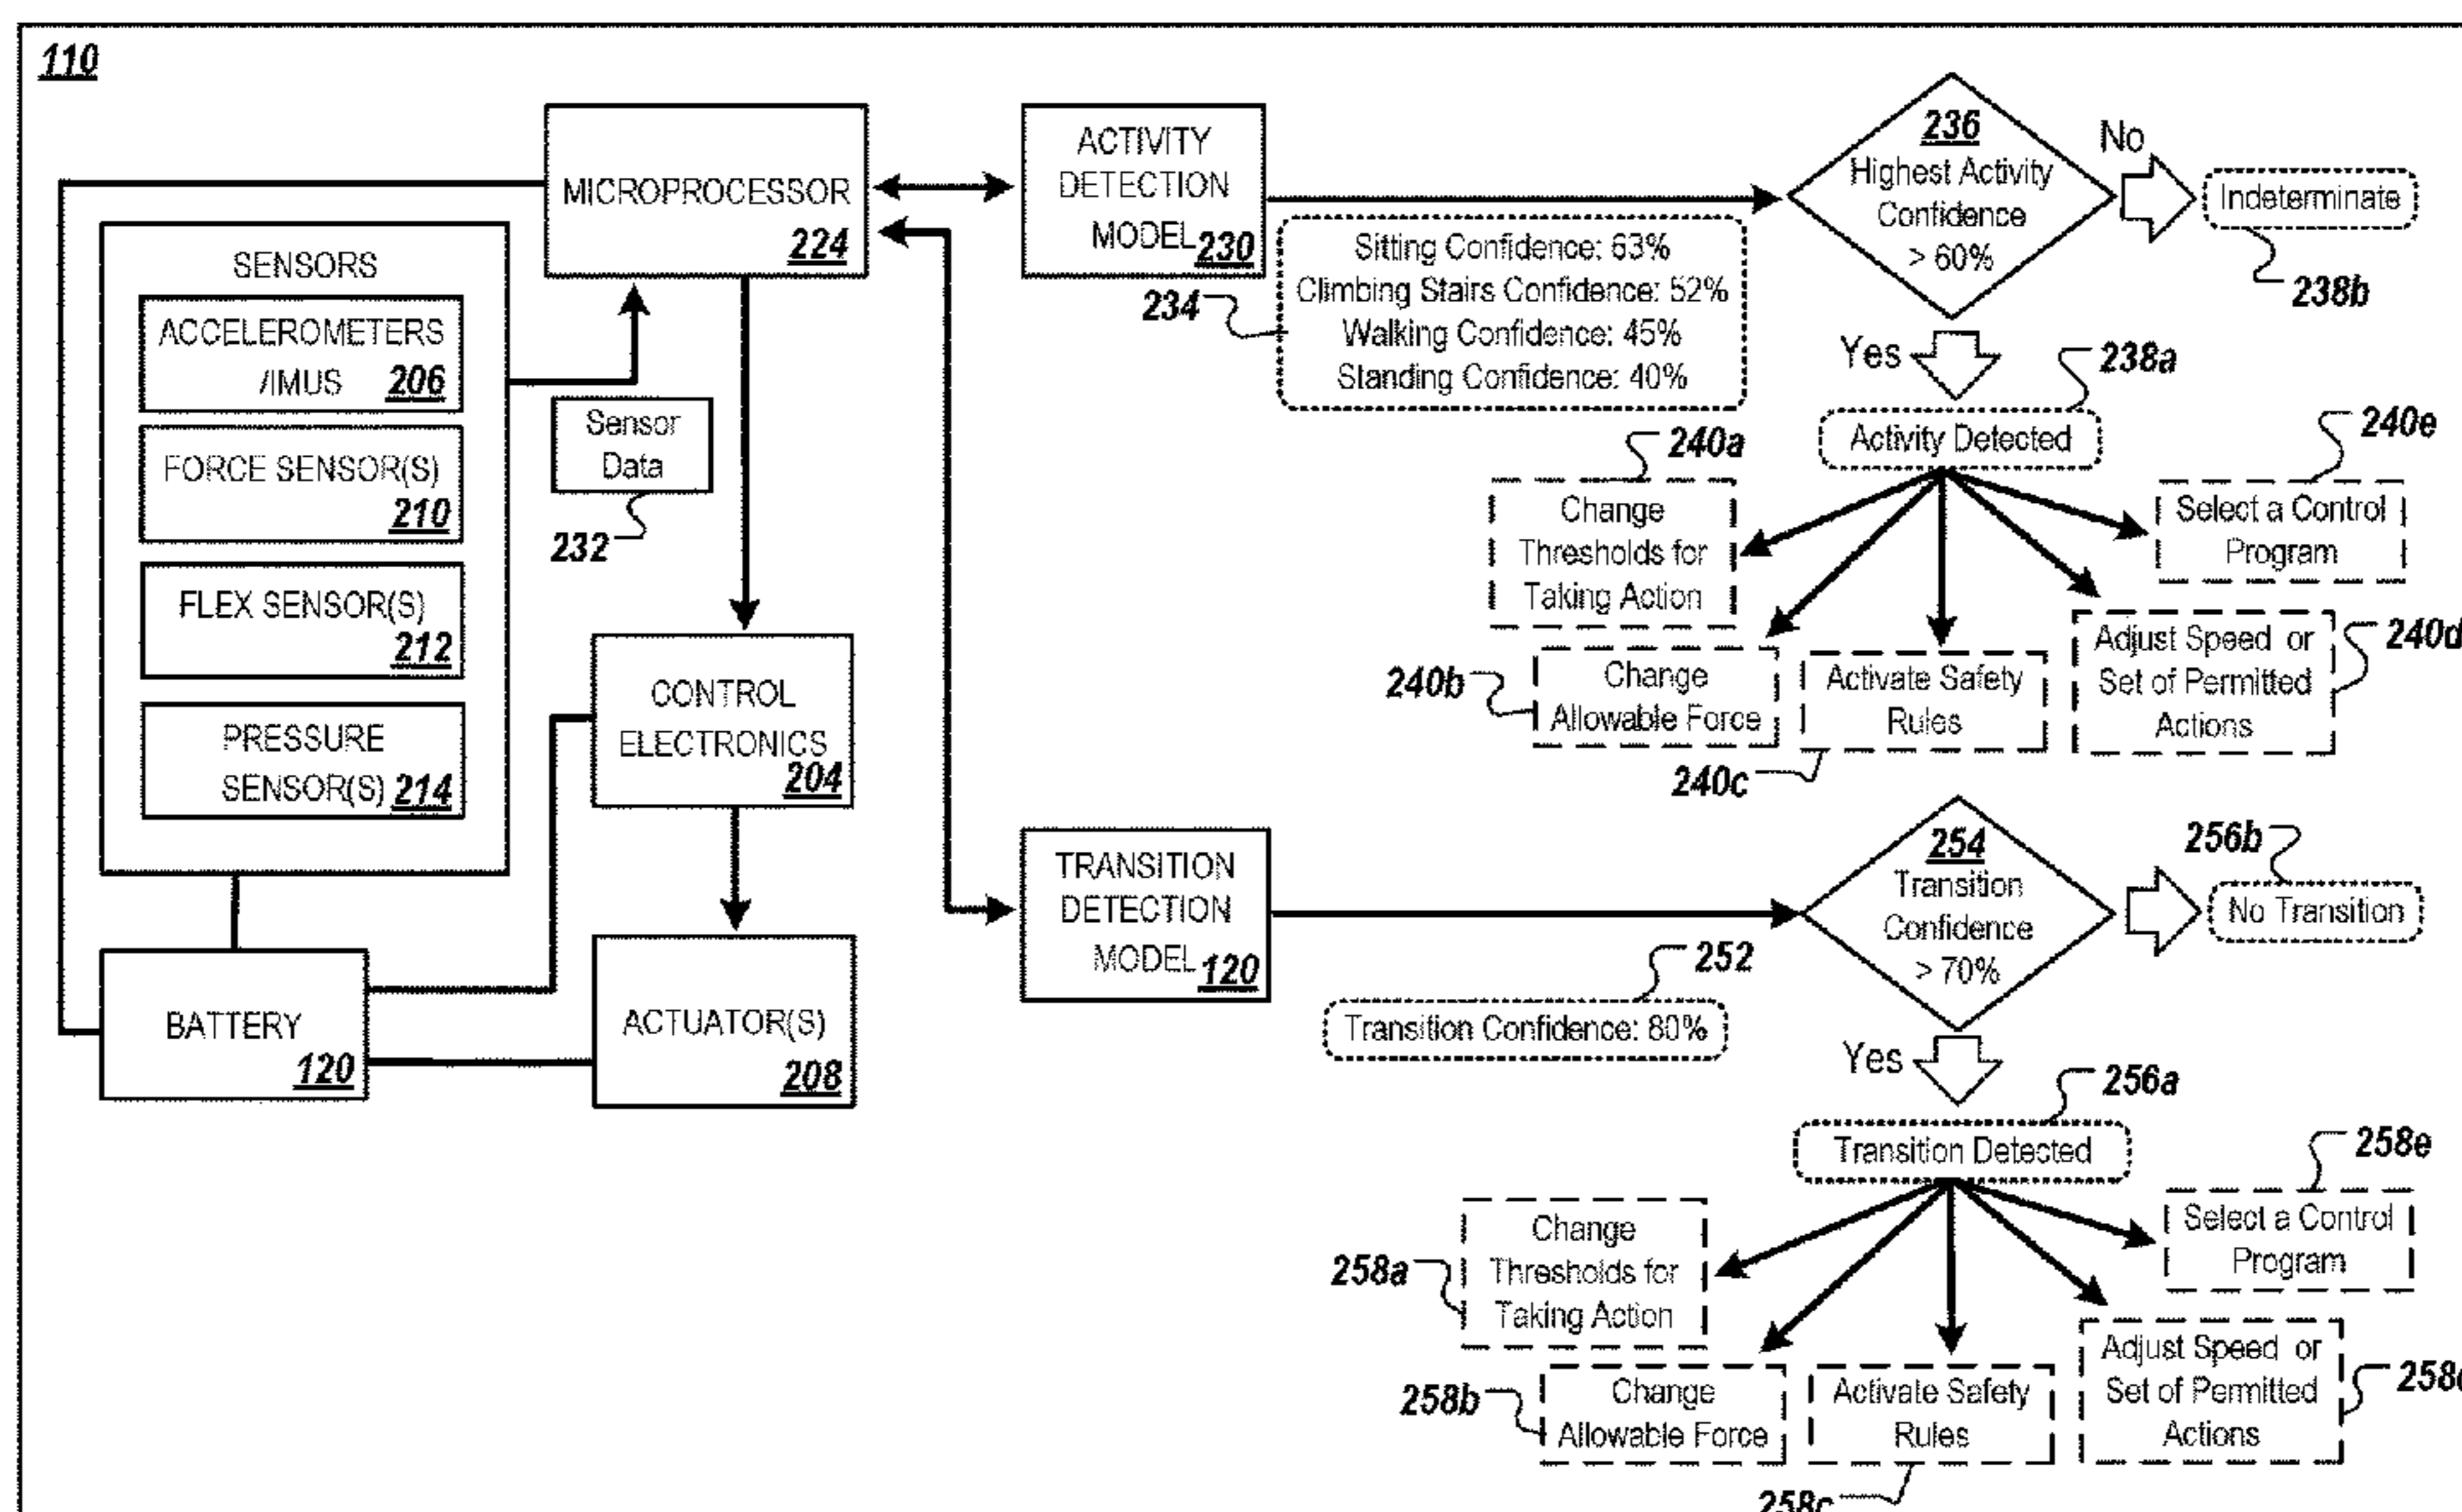 110
MICROPROCESSOR
224
SENSORS
ACCELEROMETERS
/IMUS 206
FORCE SENSOR(S)
210
FLEX SENSOR(S)
212
PRESSURE
SENSOR(S) 214
Sensor
Data
232
CONTROL
ELECTRONICS
204
BATTERY
120
ACTUATOR(S)
208
ACTIVITY
DETECTION
MODEL 230
234
Sitting Confidence: 63%
Climbing Stairs Confidence: 52%
Walking Confidence: 45%
Standing Confidence: 40%
236
Highest Activity
Confidence
> 60%
No
Indeterminate
238b
Yes
238a
Activity Detected
240a
Change
Thresholds for
Taking Action
240b
Change
Allowable Force
Activate Safety
Rules
240c
Adjust Speed or
Set of Permitted
Actions
240d
240e
Select a Control
Program
TRANSITION
DETECTION
MODEL 120
252
Transition Confidence: 80%
254
Transition
Confidence
> 70%
256b
No Transition
Yes
256a
Transition Detected
258a
Change
Thresholds for
Taking Action
258b
Change
Allowable Force
Activate Safety
Rules
258c
Adjust Speed or
Set of Permitted
Actions
258e
Select a Control
Program